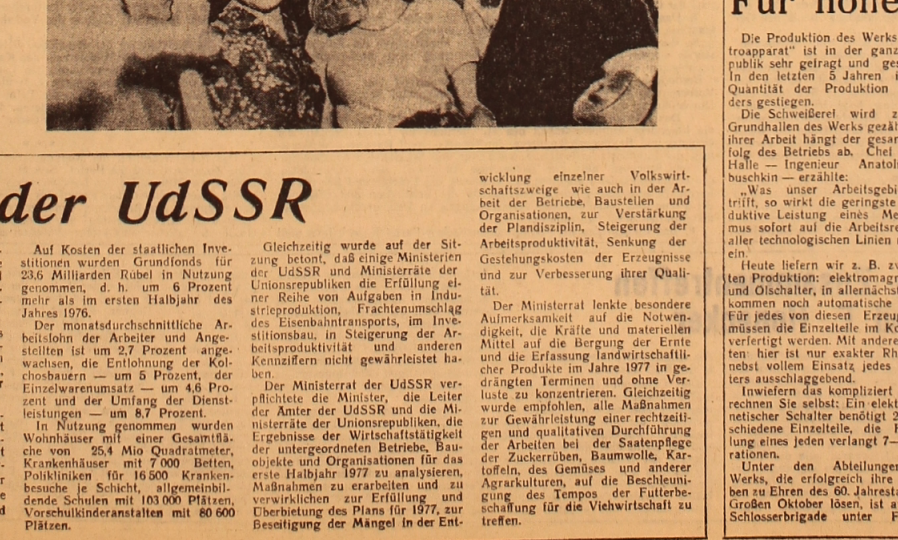 der UdSSR
Auf Kosten der staatlichen Inve-
stitionen wurden Grundfonds für
23,6 Milliarden Rubel in Nutzung
genommen, d. h. um 6 Prozent
mehr als im ersten Halbjahr des
Jahres 1976.
Der monatsdurchschnittliche Ar-
beitslohn der Arbeiter und Ange-
stellten ist um 2,7 Prozent ange-
wachsen, die Entlohnung der Kol-
chosbauern — um 5 Prozent, der
Einzelwarenumsatz — um 4,6 Pro-
zent und der Umfang der Dienst-
leistungen — um 8,7 Prozent.
In Nutzung genommen wurden
Wohnhäuser mit einer Gesamtflä-
che von 25,4 Mio Quadratmeter,
Krankenhäuser mit 7 000 Betten,
Polikliniken für 16 500 Kranken-
besuche je Schicht, allgemeinbil-
dende Schulen mit 103 000 Plätzen,
Vorschulkinderanstalten mit 80 600
Plätzen.
Gleichzeitig wurde auf der Sit-
zung betont, daß einige Ministerien
der UdSSR und Ministerräte der
Unionsrepubliken die Erfüllung ei-
ner Reihe von Aufgaben in Indu-
strieproduktion, Frachtenumschlag
des Eisenbahntransports, im Inve-
stitionsbau, in Steigerung der Ar-
beitsproduktivität und anderen
Kennziffern nicht gewährleistet ha-
ben.
Der Ministerrat der UdSSR ver-
pflichtete die Minister, die Leiter
der Ämter der UdSSR und die Mi-
nisterräte der Unionsrepubliken, die
Ergebnisse der Wirtschaftstätigkeit
der untergeordneten Betriebe, Bau-
objekte und Organisationen für das
erste Halbjahr 1977 zu analysieren,
Maßnahmen zu erarbeiten und zu
verwirklichen zur Erfüllung und
Überbietung des Plans für 1977, zur
Beseitigung der Mängel in der Ent-
wicklung einzelner Volkswirt-
schaftszweige wie auch in der Ar-
beit der Betriebe, Baustellen und
Organisationen, zur Verstärkung
der Plandisziplin, Steigerung der
Arbeitsproduktivität, Senkung der
Gestehungskosten der Erzeugnisse
und zur Verbesserung ihrer Quali-
tät.
Der Ministerrat lenkte besondere
Aufmerksamkeit auf die Notwen-
digkeit, die Kräfte und materiellen
Mittel auf die Bergung der Ernte
und die Erfassung landwirtschaftli-
cher Produkte im Jahre 1977 in ge-
drängten Terminen und ohne Ver-
luste zu konzentrieren. Gleichzeitig
wurde empfohlen, alle Maßnahmen
zur Gewährleistung einer rechtzeiti-
gen und qualitativen Durchführung
der Arbeiten bei der Saatenpflege
der Zuckerrüben, Baumwolle, Kar-
toffeln, des Gemüses und anderer
Agrarkulturen, auf die Beschleuni-
gung des Tempos der Futterbe-
schaffung für die Viehwirtschaft zu
treffen.
Für hohe
Die Produktion des Werks
troapparat" ist in der ganz
publik sehr gefragt und ges
In den letzten 5 Jahren i
Quantität der Produktion
ders gestiegen.
Die Schweißerei wird z
Grundhallen des Werks gezäh
ihrer Arbeit hängt der gesam
folg des Betriebs ab. Chef
Halle — Ingenieur Anatol
buschkin — erzählte:
„Was unser Arbeitsgebi
trifft, so wirkt die geringste
duktive Leistung eines Me
mus sofort auf die Arbeitsre
aller technologischen Linien
ein.
Heute liefern wir z. B. zw
ten Produktion: elektromagn
und Ölschalter, in allernächst
kommen noch automatische
Für jedes von diesen Erzeug
müssen die Einzelteile im Ko
verfertigt werden. Mit andere
ten: hier ist nur exakter Rh
nebst vollem Einsatz jedes
ters ausschlaggebend.
Inwiefern das kompliziert
rechnen Sie selbst: Ein elekt
netischer Schalter benötigt 2
schiedene Einzelteile, die H
lung eines jeden verlangt 7—
rationen.
Unter den Abteilungen
Werks, die erfolgreich ihre
ben zu Ehren des 60. Jahresta
Großen Oktober lösen, ist a
Schlosserbrigade unter F